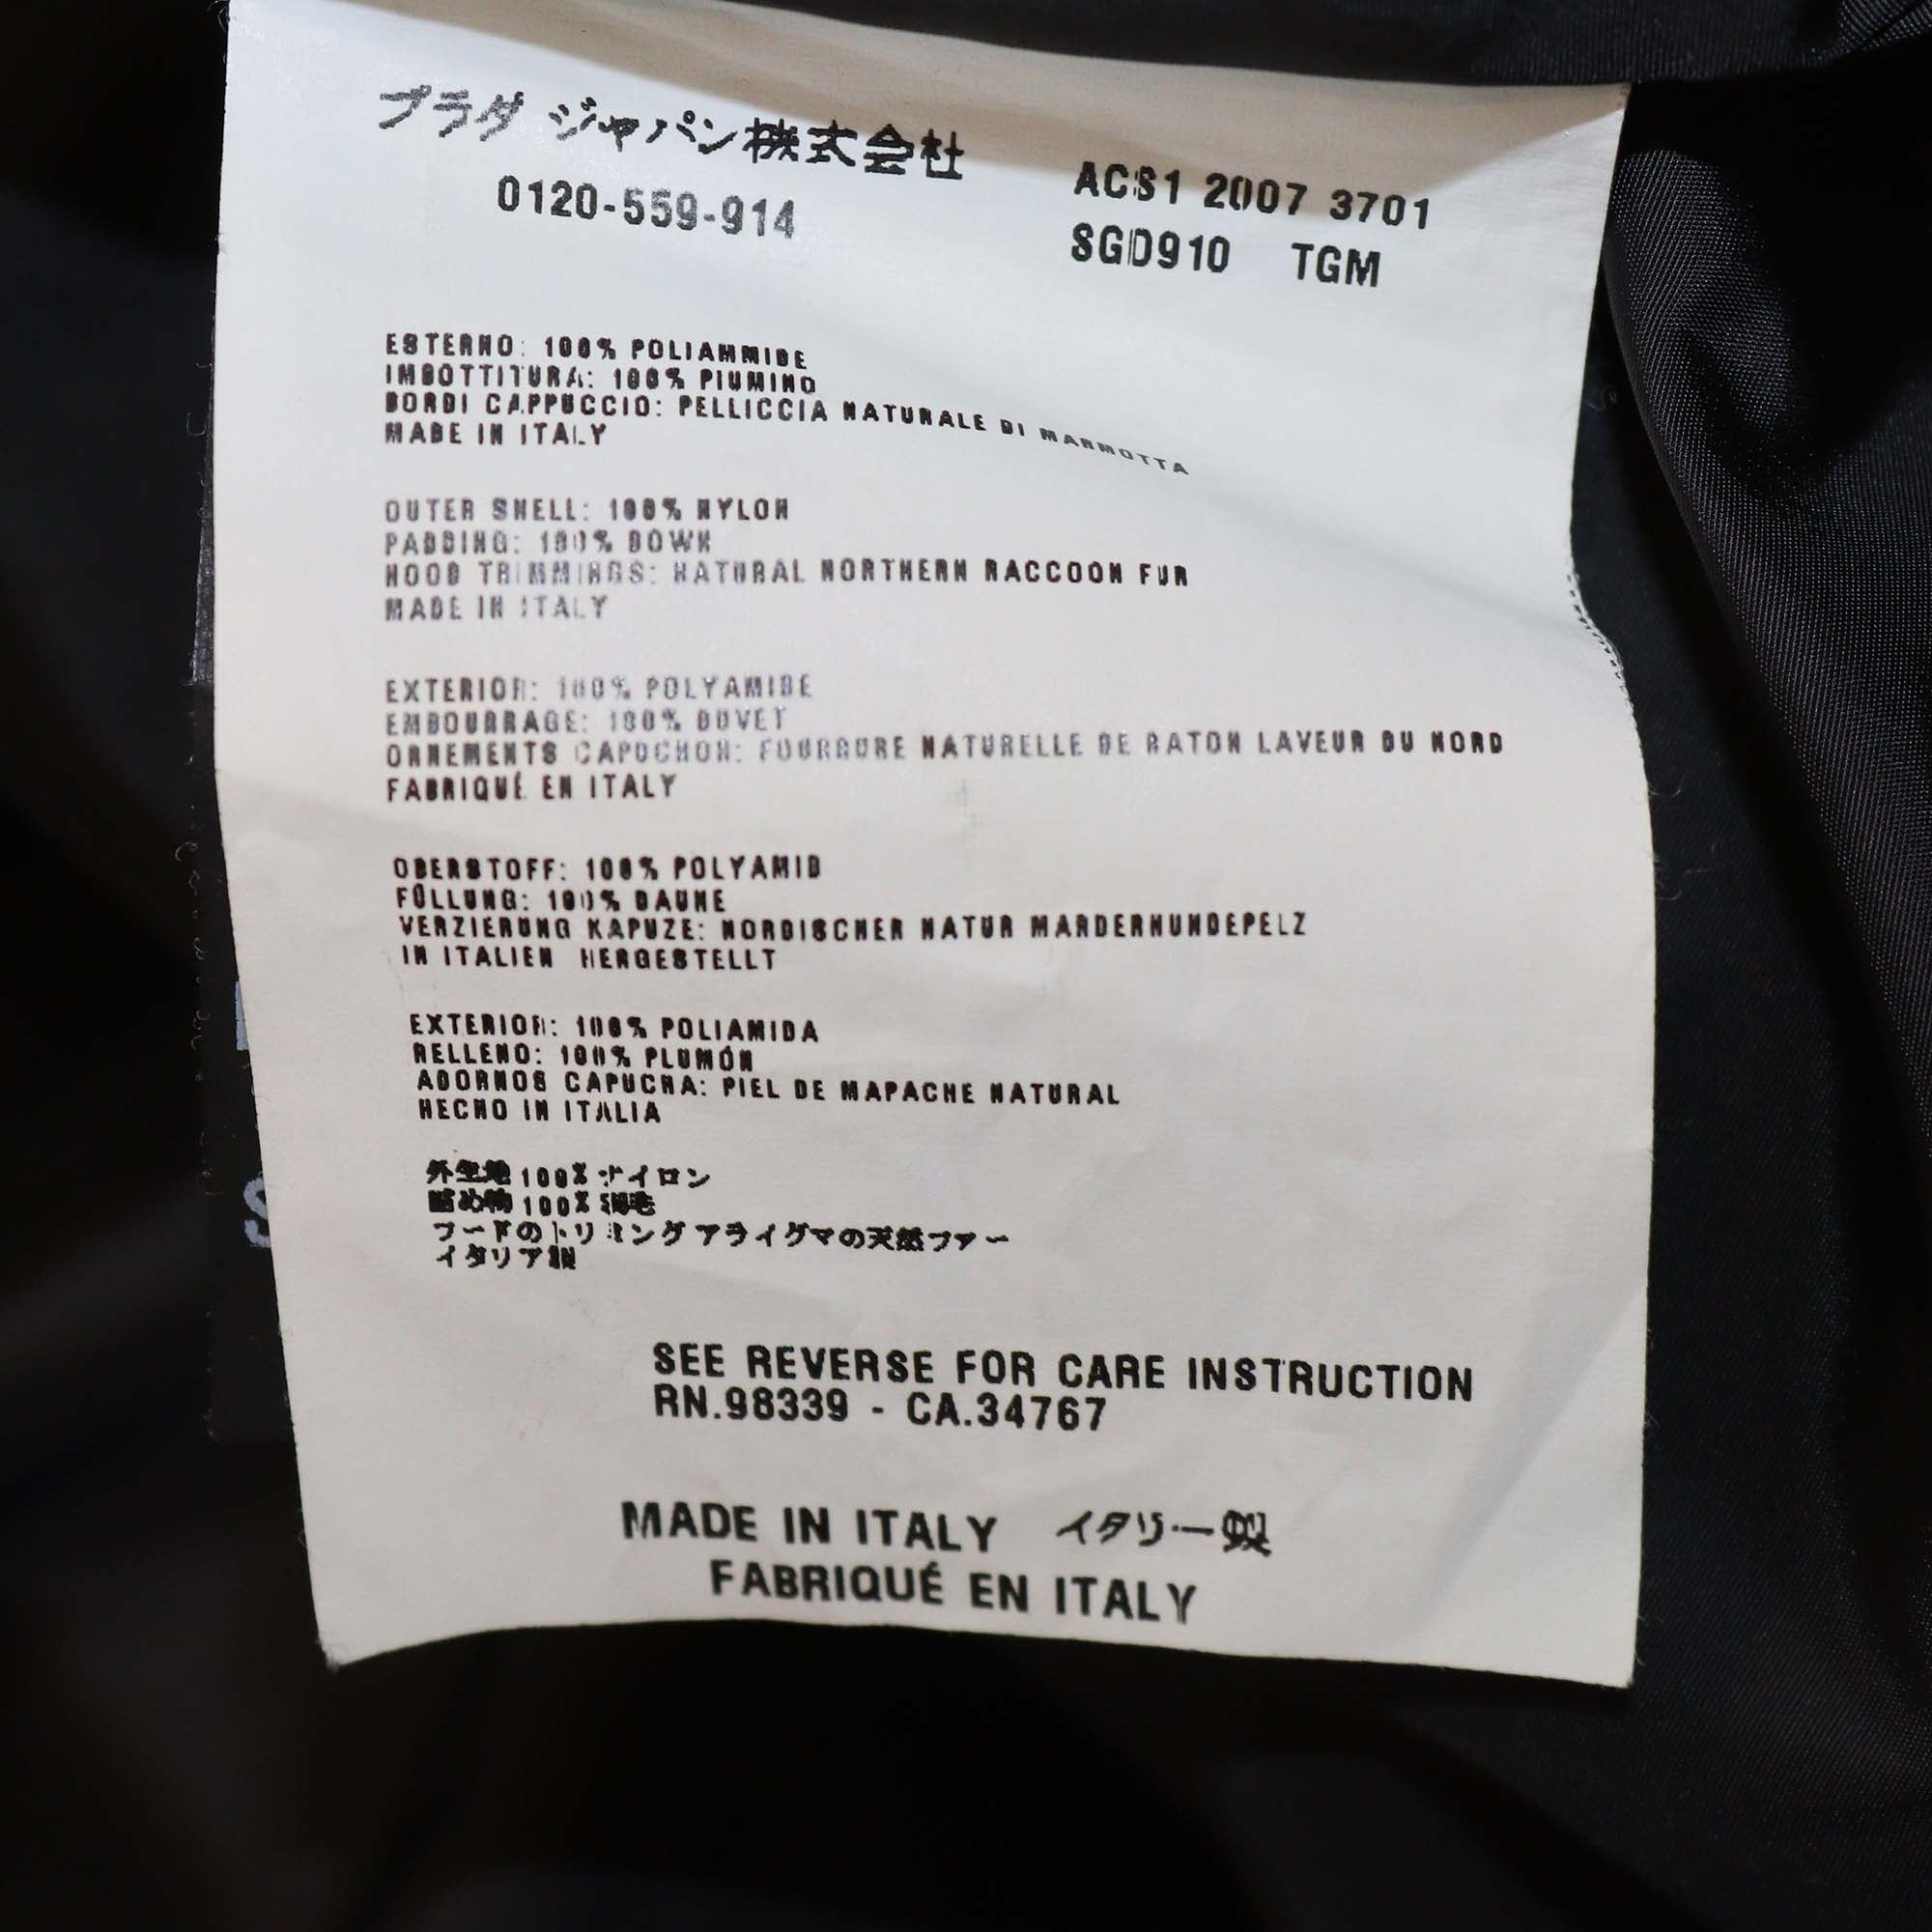 プラダ ジャパン株式会社
0120-559-914
ACS1 2007 3701
SGD910 TGM
ESTERNO: 100% POLIAMMIDE
IMBOTTITURA: 100% PIUMINO
BORDI CAPPUCCIO: PELLICCIA NATURALE DI MARMOTTA
MADE IN ITALY
OUTER SHELL: 100% NYLON
PADDING: 100% DOWN
HOOD TRIMMINGS: NATURAL NORTHERN RACCOON FUR
MADE IN ITALY
EXTERIOR: 100% POLYAMIDE
EMBOURRAGE: 100% DUVET
ORNEMENTS CAPUCHON: FOURRURE NATURELLE DE RATON LAVEUR DU NORD
FABRIQUÉ EN ITALY
OBERSTOFF: 100% POLYAMID
FÜLLUNG: 100% DAUNE
VERZIERUNG KAPUZE: NORDISCHER NATUR MARDERHUNDEPELZ
IN ITALIEN HERGESTELLT
EXTERIOR: 100% POLIAMIDA
RELLENO: 100% PLUMÓN
ADORNOS CAPUCHA: PIEL DE MAPACHE NATURAL
HECHO IN ITALIA
外生地 100% ナイロン
詰め物 100% 羽毛
フードのトリミング アライグマの天然ファー
イタリア製
SEE REVERSE FOR CARE INSTRUCTION
RN.98339 - CA.34767
MADE IN ITALY イタリー製
FABRIQUÉ EN ITALY